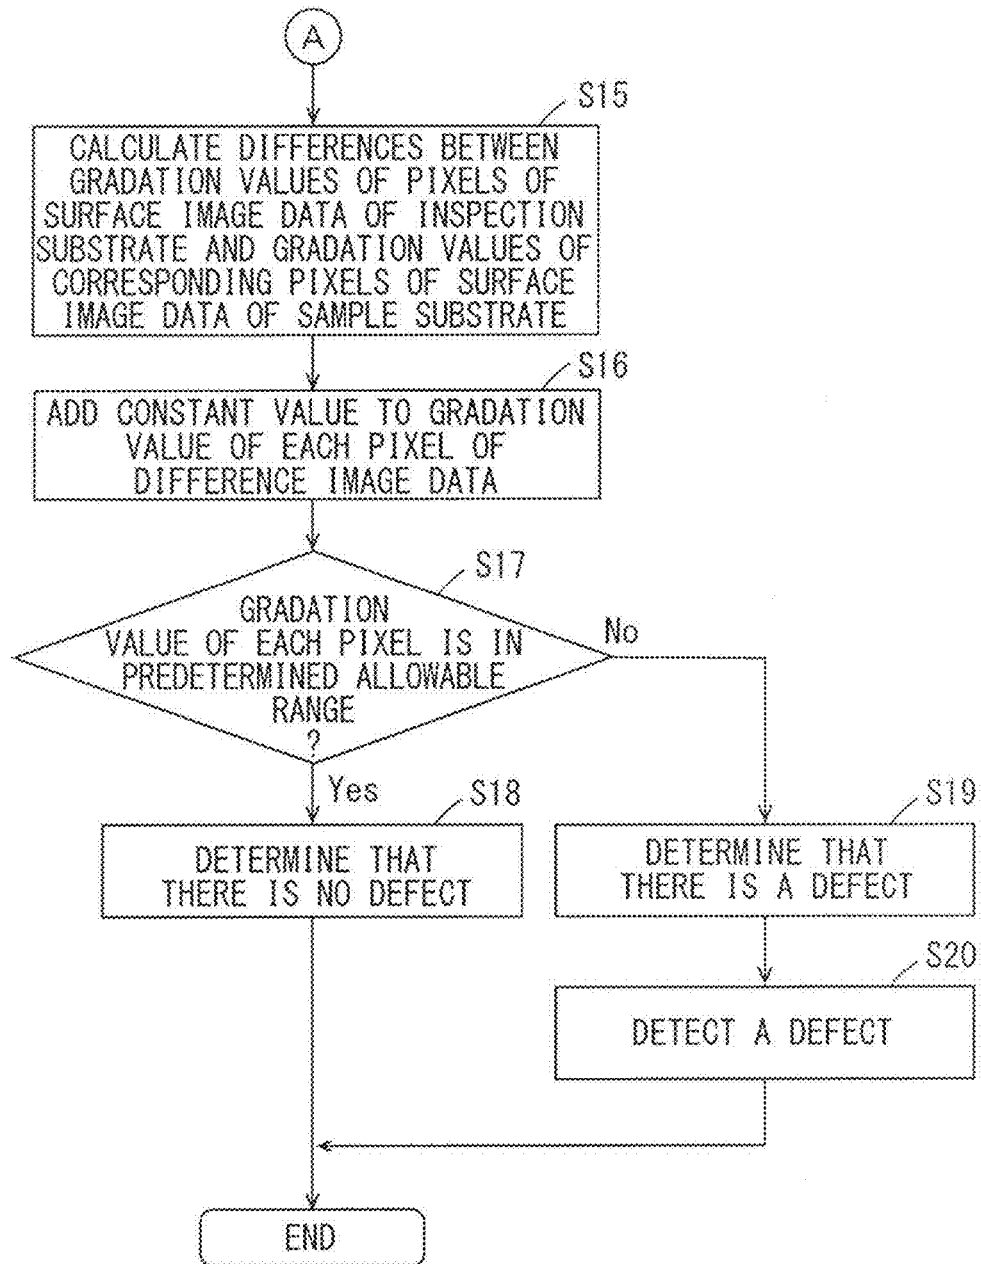 A
S15
CALCULATE DIFFERENCES BETWEEN
GRADATION VALUES OF PIXELS OF
SURFACE IMAGE DATA OF INSPECTION
SUBSTRATE AND GRADATION VALUES OF
CORRESPONDING PIXELS OF SURFACE
IMAGE DATA OF SAMPLE SUBSTRATE
S16
ADD CONSTANT VALUE TO GRADATION
VALUE OF EACH PIXEL OF
DIFFERENCE IMAGE DATA
S17
GRADATION
VALUE OF EACH PIXEL IS IN
PREDETERMINED ALLOWABLE
RANGE
?
No
Yes
S18
DETERMINE THAT
THERE IS NO DEFECT
S19
DETERMINE THAT
THERE IS A DEFECT
S20
DETECT A DEFECT
END